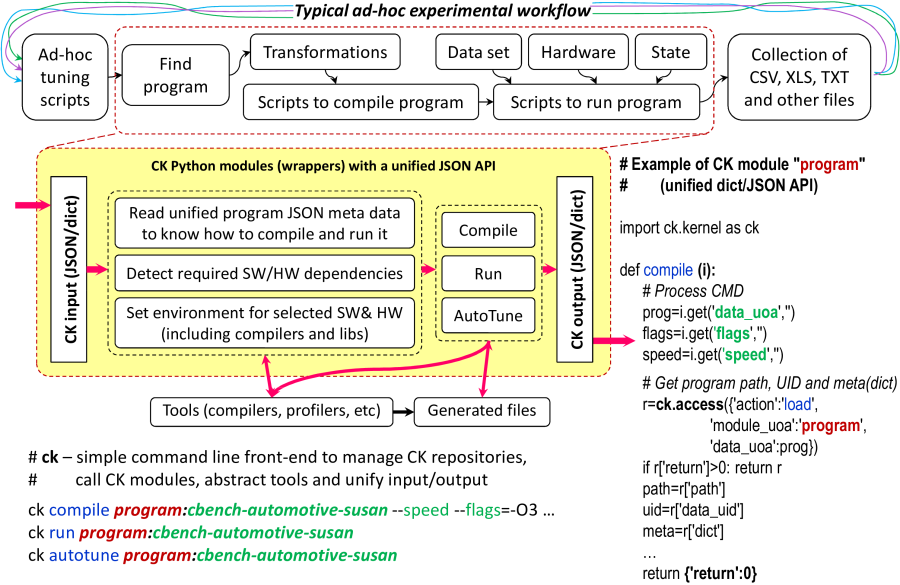 Typical ad-hoc experimental workflow
Ad-hoc
tuning
scripts
Find
program
Transformations
Data set
Hardware
State
Scripts to compile program
Scripts to run program
Collection of
CSV, XLS, TXT
and other files
CK Python modules (wrappers) with a unified JSON API
CK input (JSON/dict)
Read unified program JSON meta data
to know how to compile and run it
Detect required SW/HW dependencies
Set environment for selected SW& HW
(including compilers and libs)
Compile
Run
AutoTune
CK output (JSON/dict)
Tools (compilers, profilers, etc)
Generated files
# ck – simple command line front-end to manage CK repositories,
# call CK modules, abstract tools and unify input/output
ck compile program:cbench-automotive-susan --speed --flags=-O3 ...
ck run program:cbench-automotive-susan
ck autotune program:cbench-automotive-susan
# Example of CK module "program"
# (unified dict/JSON API)
import ck.kernel as ck
def compile (i):
# Process CMD
prog=i.get('data_uoa','')
flags=i.get('flags','')
speed=i.get('speed','')
# Get program path, UID and meta(dict)
r=ck.access({'action':'load',
'module_uoa':'program',
'data_uoa':prog})
if r['return']>0: return r
path=r['path']
uid=r['data_uid']
meta=r['dict']
...
return {'return':0}